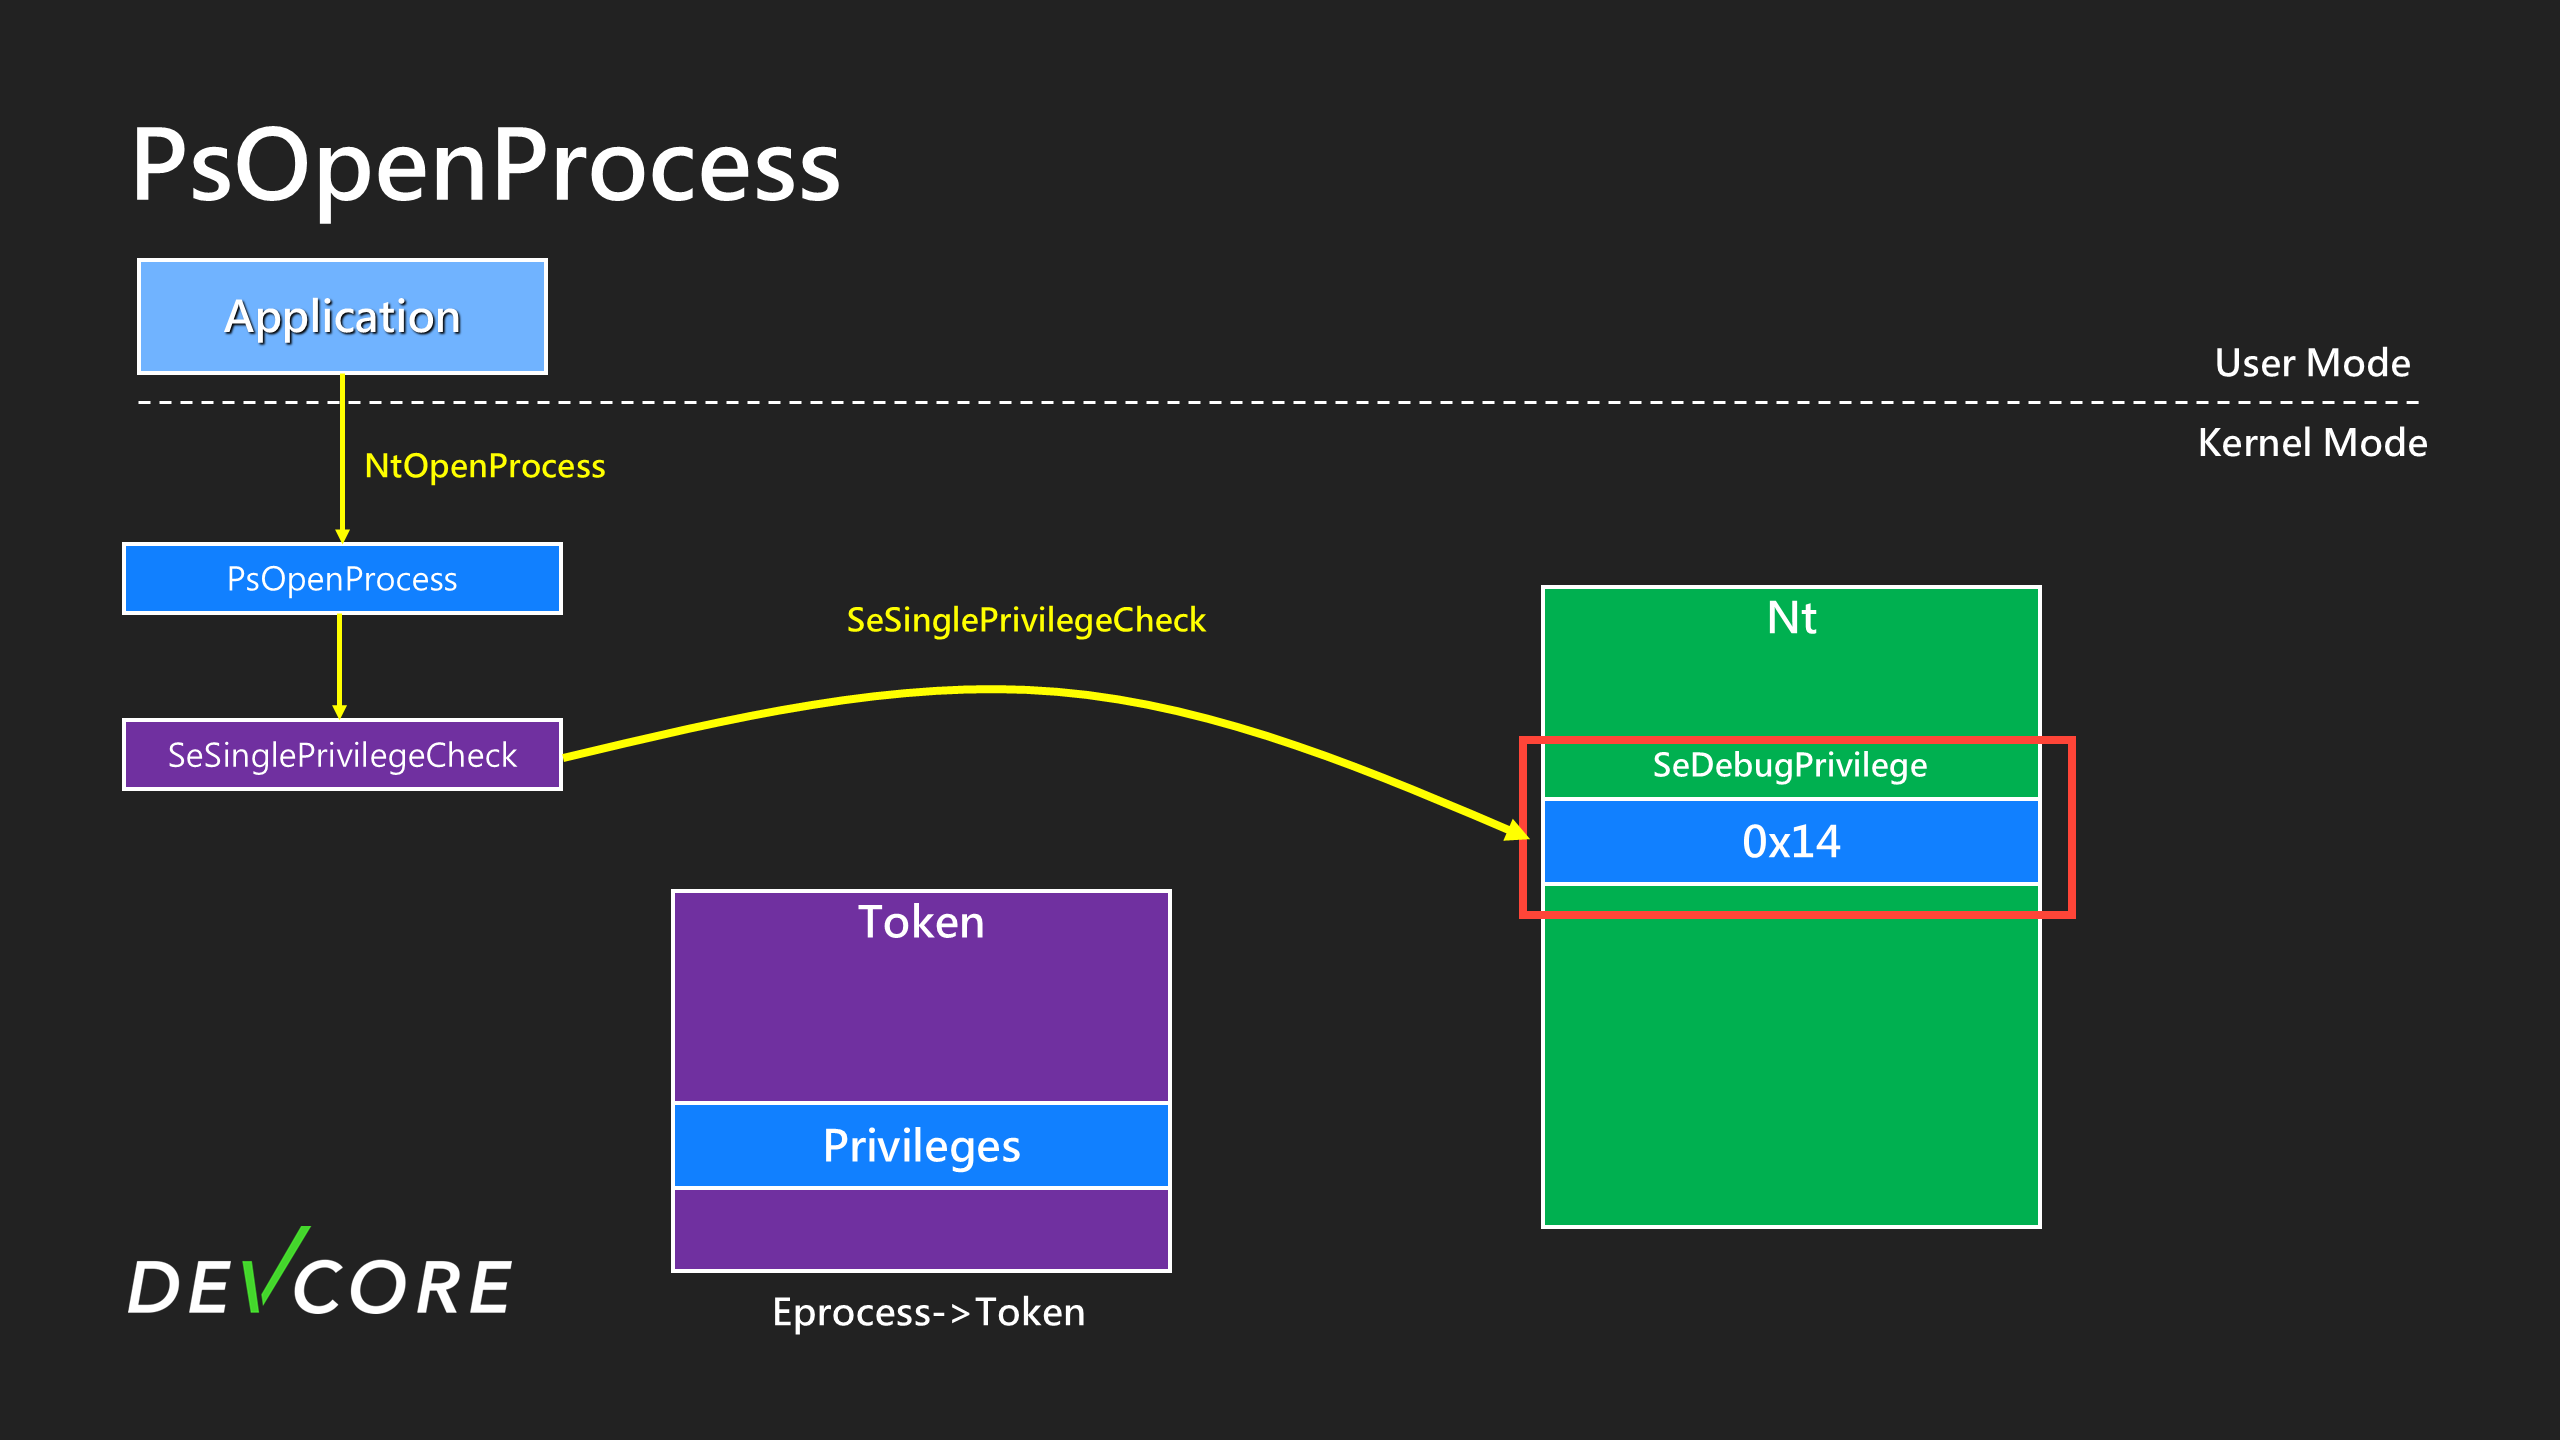 PsOpenProcess
Application
User Mode
Kernel Mode
NtOpenProcess
PsOpenProcess
SeSinglePrivilegeCheck
SeSinglePrivilegeCheck
Nt
SeDebugPrivilege
0x14
Token
Privileges
Eprocess->Token
DEVCORE